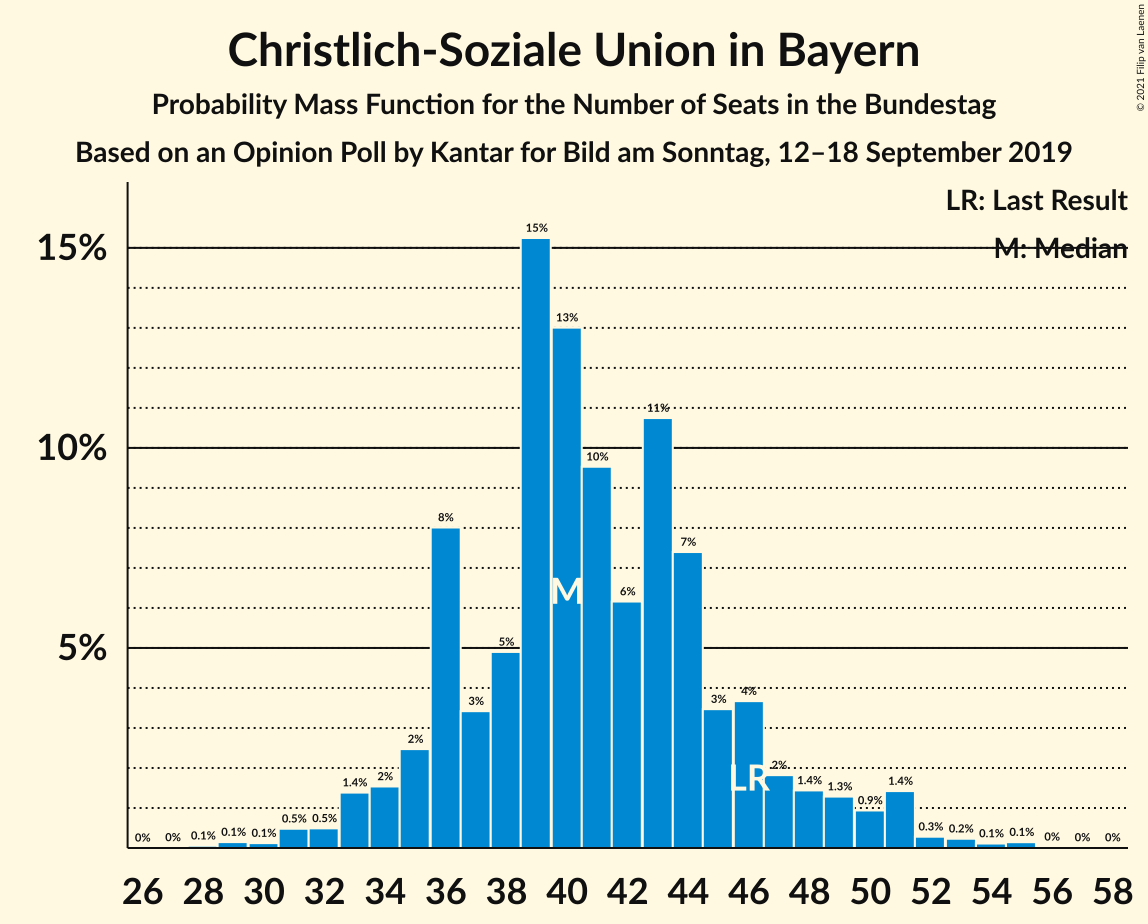 Christlich-Soziale Union in Bayern
Probability Mass Function for the Number of Seats in the Bundestag
Based on an Opinion Poll by Kantar for Bild am Sonntag, 12–18 September 2019
© 2021 Filip van Laenen
LR: Last Result
M: Median
15%
10%
5%
0% 0% 0.1% 0.1% 0.1% 0.5% 0.5% 1.4% 2% 2% 8% 3% 5% 15% 13% 10% 6% 11% 7% 3% 4% 2% 1.4% 1.3% 0.9% 1.4% 0.3% 0.2% 0.1% 0.1% 0% 0% 0%
M
LR
26 28 30 32 34 36 38 40 42 44 46 48 50 52 54 56 58